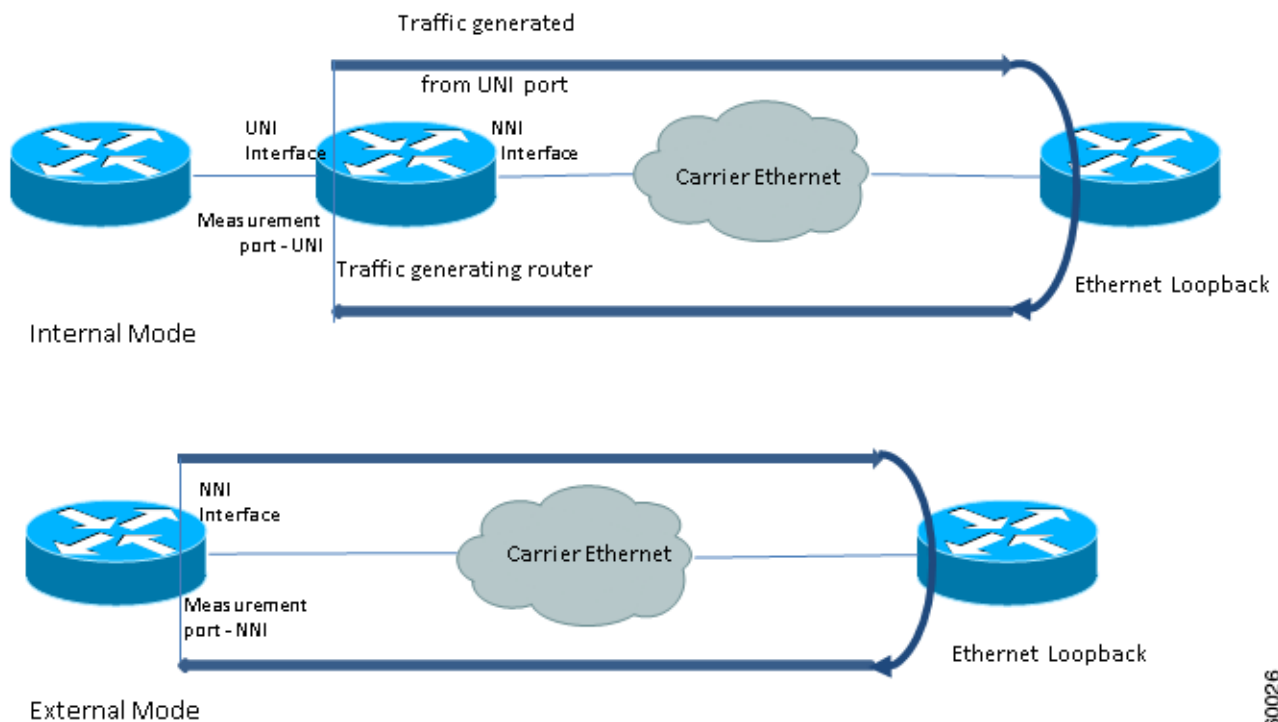 Traffic generated
from UNI port
UNI
Interface
NNI
Interface
Carrier Ethernet
Measurement
port - UNI
Traffic generating router
Ethernet Loopback
Internal Mode
NNI
Interface
Carrier Ethernet
Measurement
port - NNI
Ethernet Loopback
External Mode